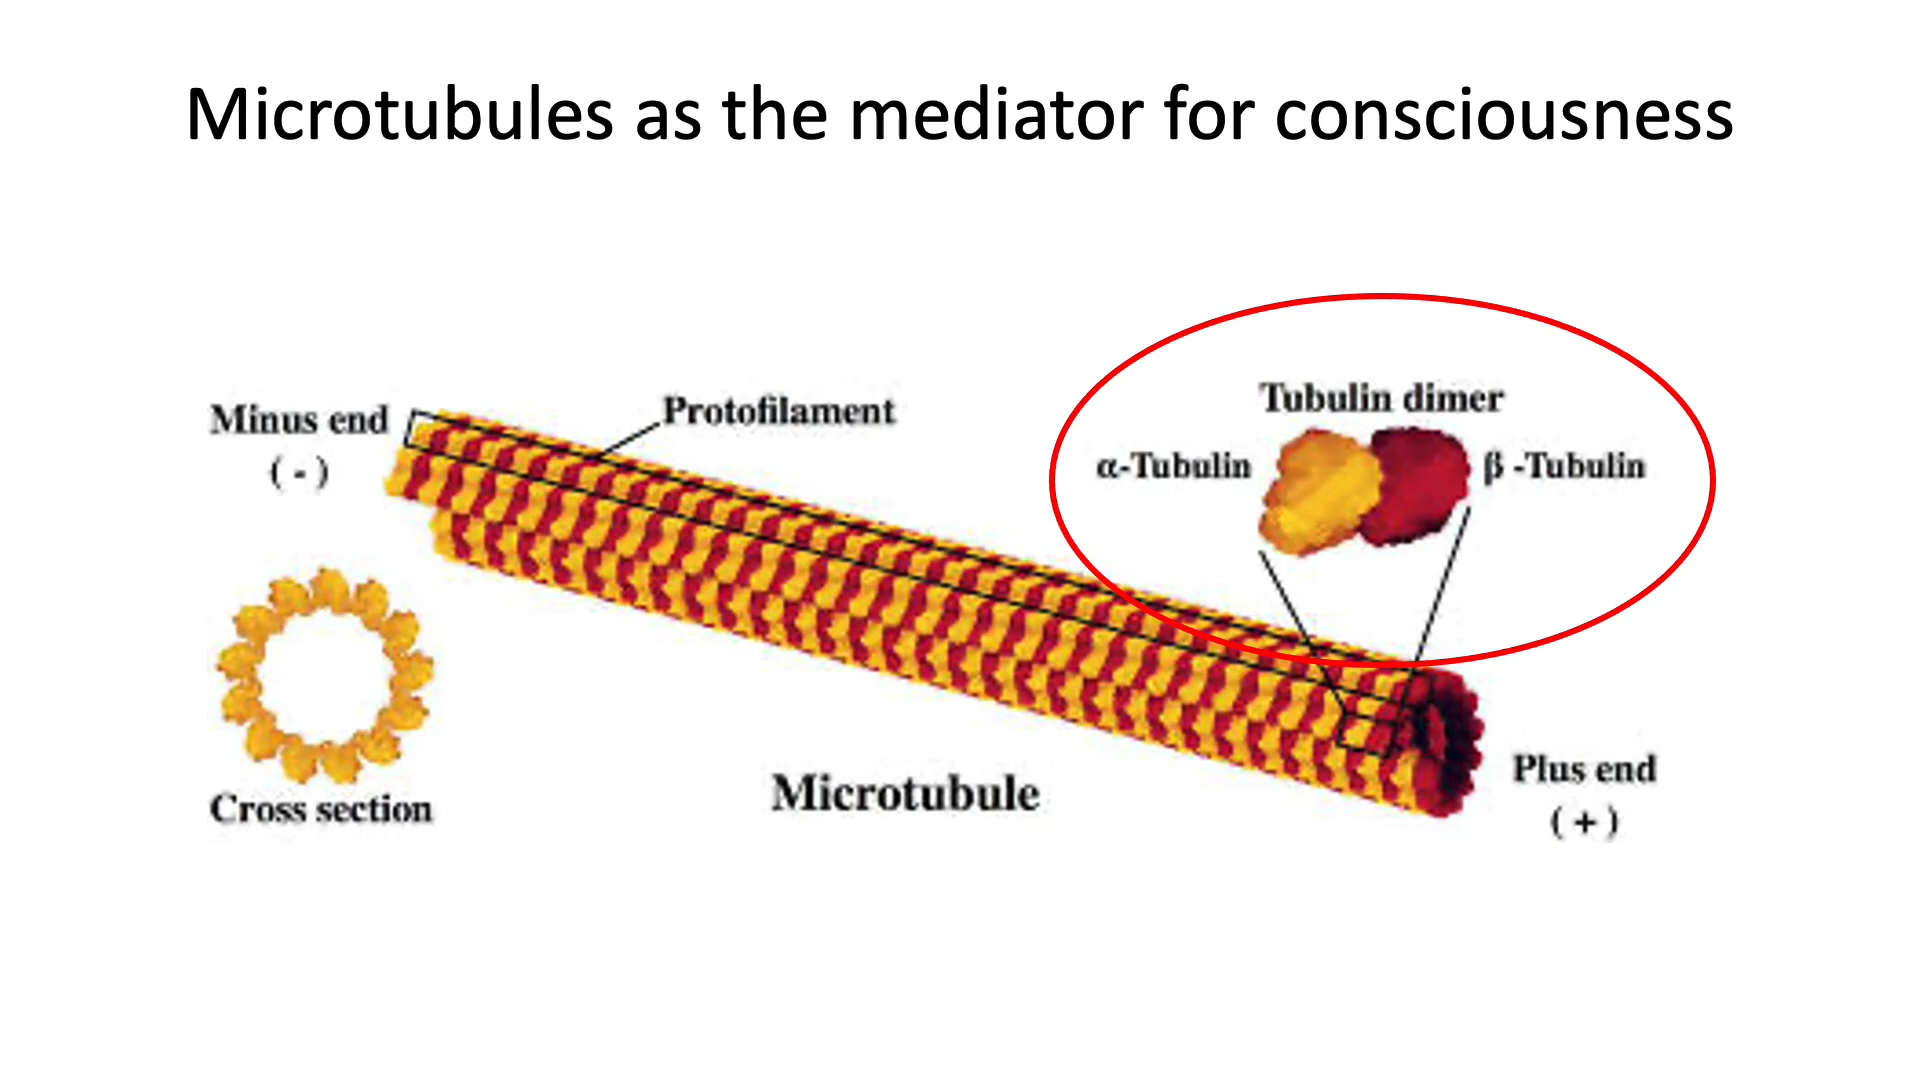 Microtubules as the mediator for consciousness
Minus end
( - )
Protofilament
Tubulin dimer
α-Tubulin
β -Tubulin
Cross section
Microtubule
Plus end
( + )